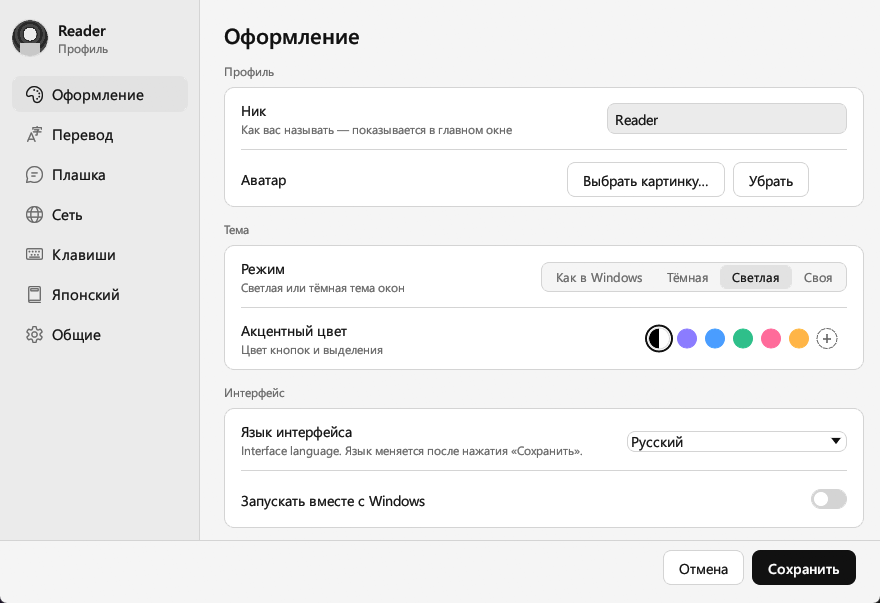 Reader
Профиль
Оформление
Перевод
Плашка
Сеть
Клавиши
Японский
Общие
Оформление
Профиль
Ник
Как вас называть — показывается в главном окне
Reader
Аватар
Выбрать картинку...
Убрать
Тема
Режим
Светлая или тёмная тема окон
Как в Windows
Тёмная
Светлая
Своя
Акцентный цвет
Цвет кнопок и выделения
Интерфейс
Язык интерфейса
Interface language. Язык меняется после нажатия «Сохранить».
Русский
Запускать вместе с Windows
Отмена
Сохранить